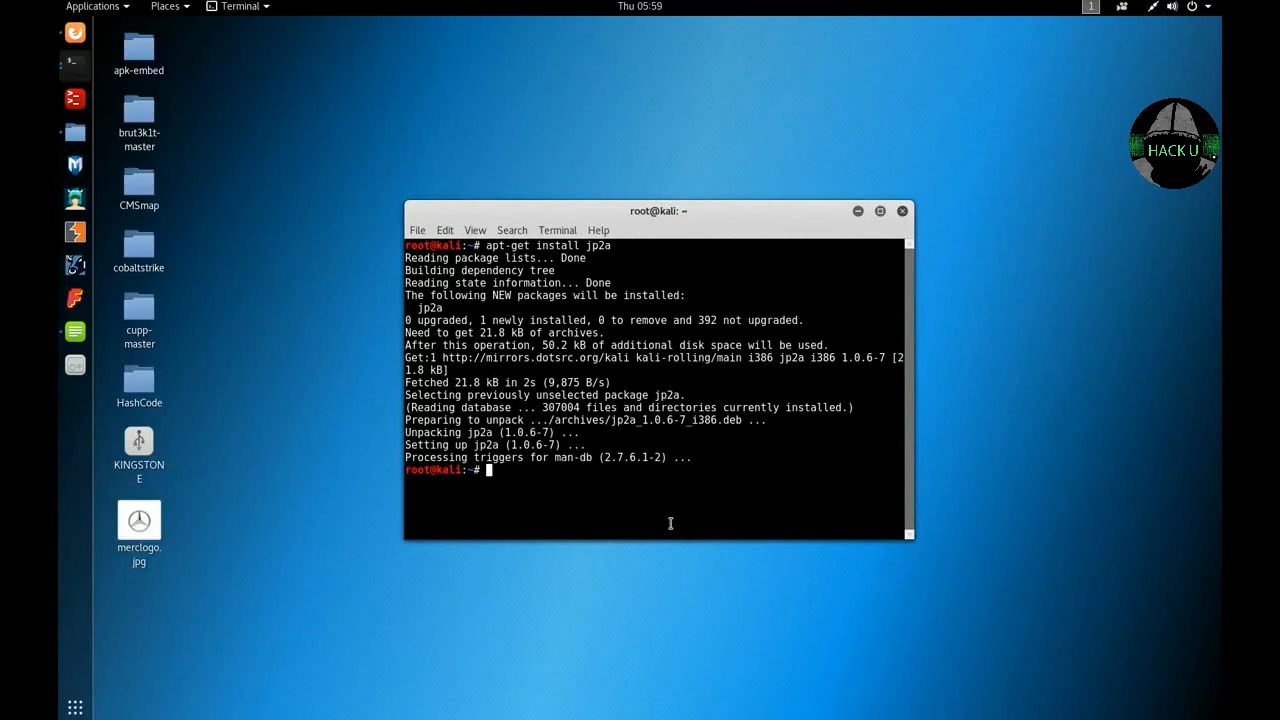 Applications
Places
Terminal
Thu 05:59
1
apk-embed
brut3k1t-
master
CMSmap
cobaltstrike
cupp-
master
HashCode
KINGSTON
E
merclogo.
jpg
HACK U
root@kali: ~
File Edit View Search Terminal Help
root@kali:~# apt-get install jp2a
Reading package lists... Done
Building dependency tree
Reading state information... Done
The following NEW packages will be installed:
jp2a
0 upgraded, 1 newly installed, 0 to remove and 392 not upgraded.
Need to get 21.8 kB of archives.
After this operation, 50.2 kB of additional disk space will be used.
Get:1 http://mirrors.dotsrc.org/kali kali-rolling/main i386 jp2a i386 1.0.6-7 [2
1.8 kB]
Fetched 21.8 kB in 2s (9,875 B/s)
Selecting previously unselected package jp2a.
(Reading database ... 307004 files and directories currently installed.)
Preparing to unpack .../archives/jp2a_1.0.6-7_i386.deb ...
Unpacking jp2a (1.0.6-7) ...
Setting up jp2a (1.0.6-7) ...
Processing triggers for man-db (2.7.6.1-2) ...
root@kali:~#